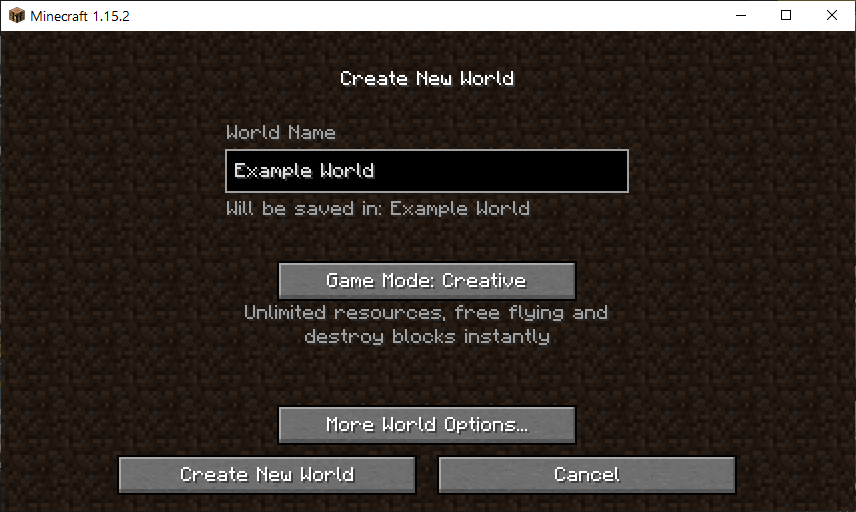 Minecraft 1.15.2
Create New World
World Name
Example World
Will be saved in: Example World
Game Mode: Creative
Unlimited resources, free flying and
destroy blocks instantly
More World Options...
Create New World
Cancel